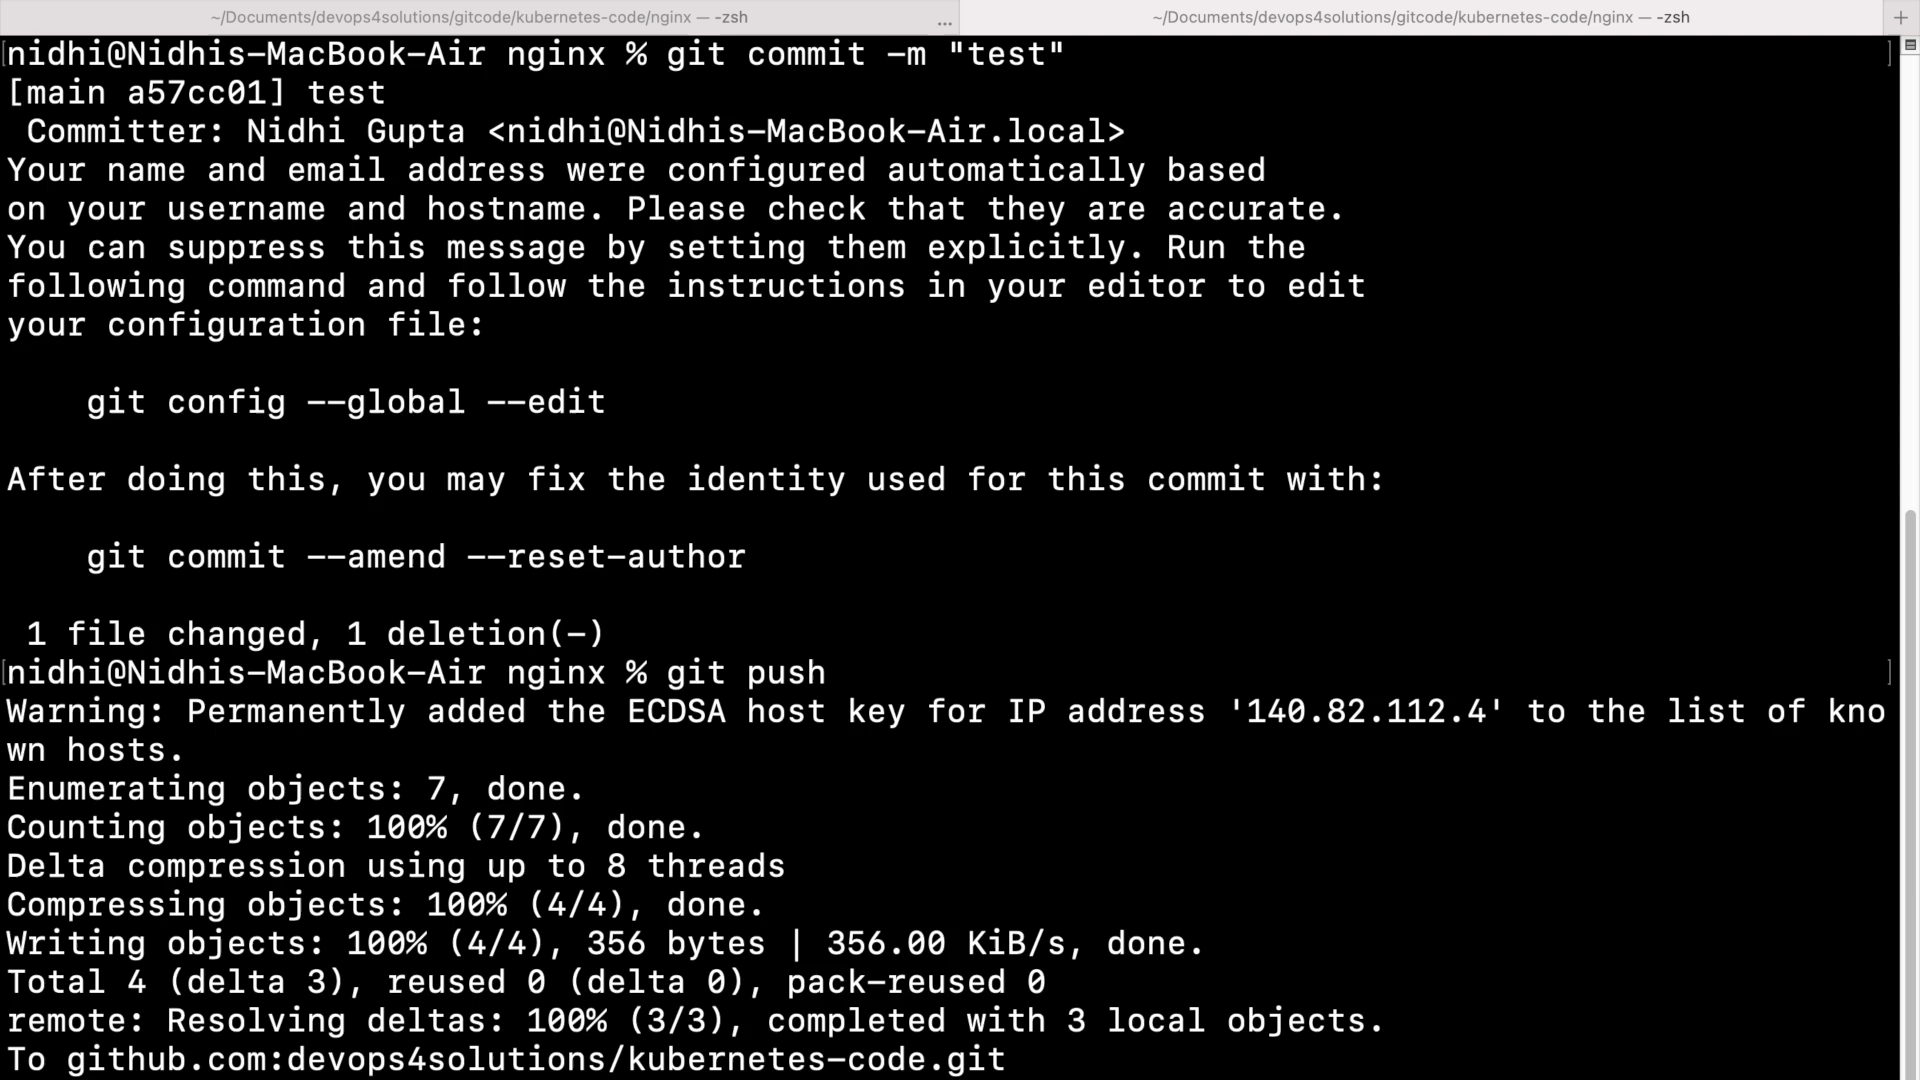 ~/Documents/devops4solutions/gitcode/kubernetes-code/nginx — -zsh ... ~/Documents/devops4solutions/gitcode/kubernetes-code/nginx — -zsh +
[nidhi@Nidhis-MacBook-Air nginx % git commit -m "test" ]
[main a57cc01] test
 Committer: Nidhi Gupta <nidhi@Nidhis-MacBook-Air.local>
Your name and email address were configured automatically based
on your username and hostname. Please check that they are accurate.
You can suppress this message by setting them explicitly. Run the
following command and follow the instructions in your editor to edit
your configuration file:
    git config --global --edit
After doing this, you may fix the identity used for this commit with:
    git commit --amend --reset-author
 1 file changed, 1 deletion(-)
[nidhi@Nidhis-MacBook-Air nginx % git push ]
Warning: Permanently added the ECDSA host key for IP address '140.82.112.4' to the list of kno
wn hosts.
Enumerating objects: 7, done.
Counting objects: 100% (7/7), done.
Delta compression using up to 8 threads
Compressing objects: 100% (4/4), done.
Writing objects: 100% (4/4), 356 bytes | 356.00 KiB/s, done.
Total 4 (delta 3), reused 0 (delta 0), pack-reused 0
remote: Resolving deltas: 100% (3/3), completed with 3 local objects.
To github.com:devops4solutions/kubernetes-code.git